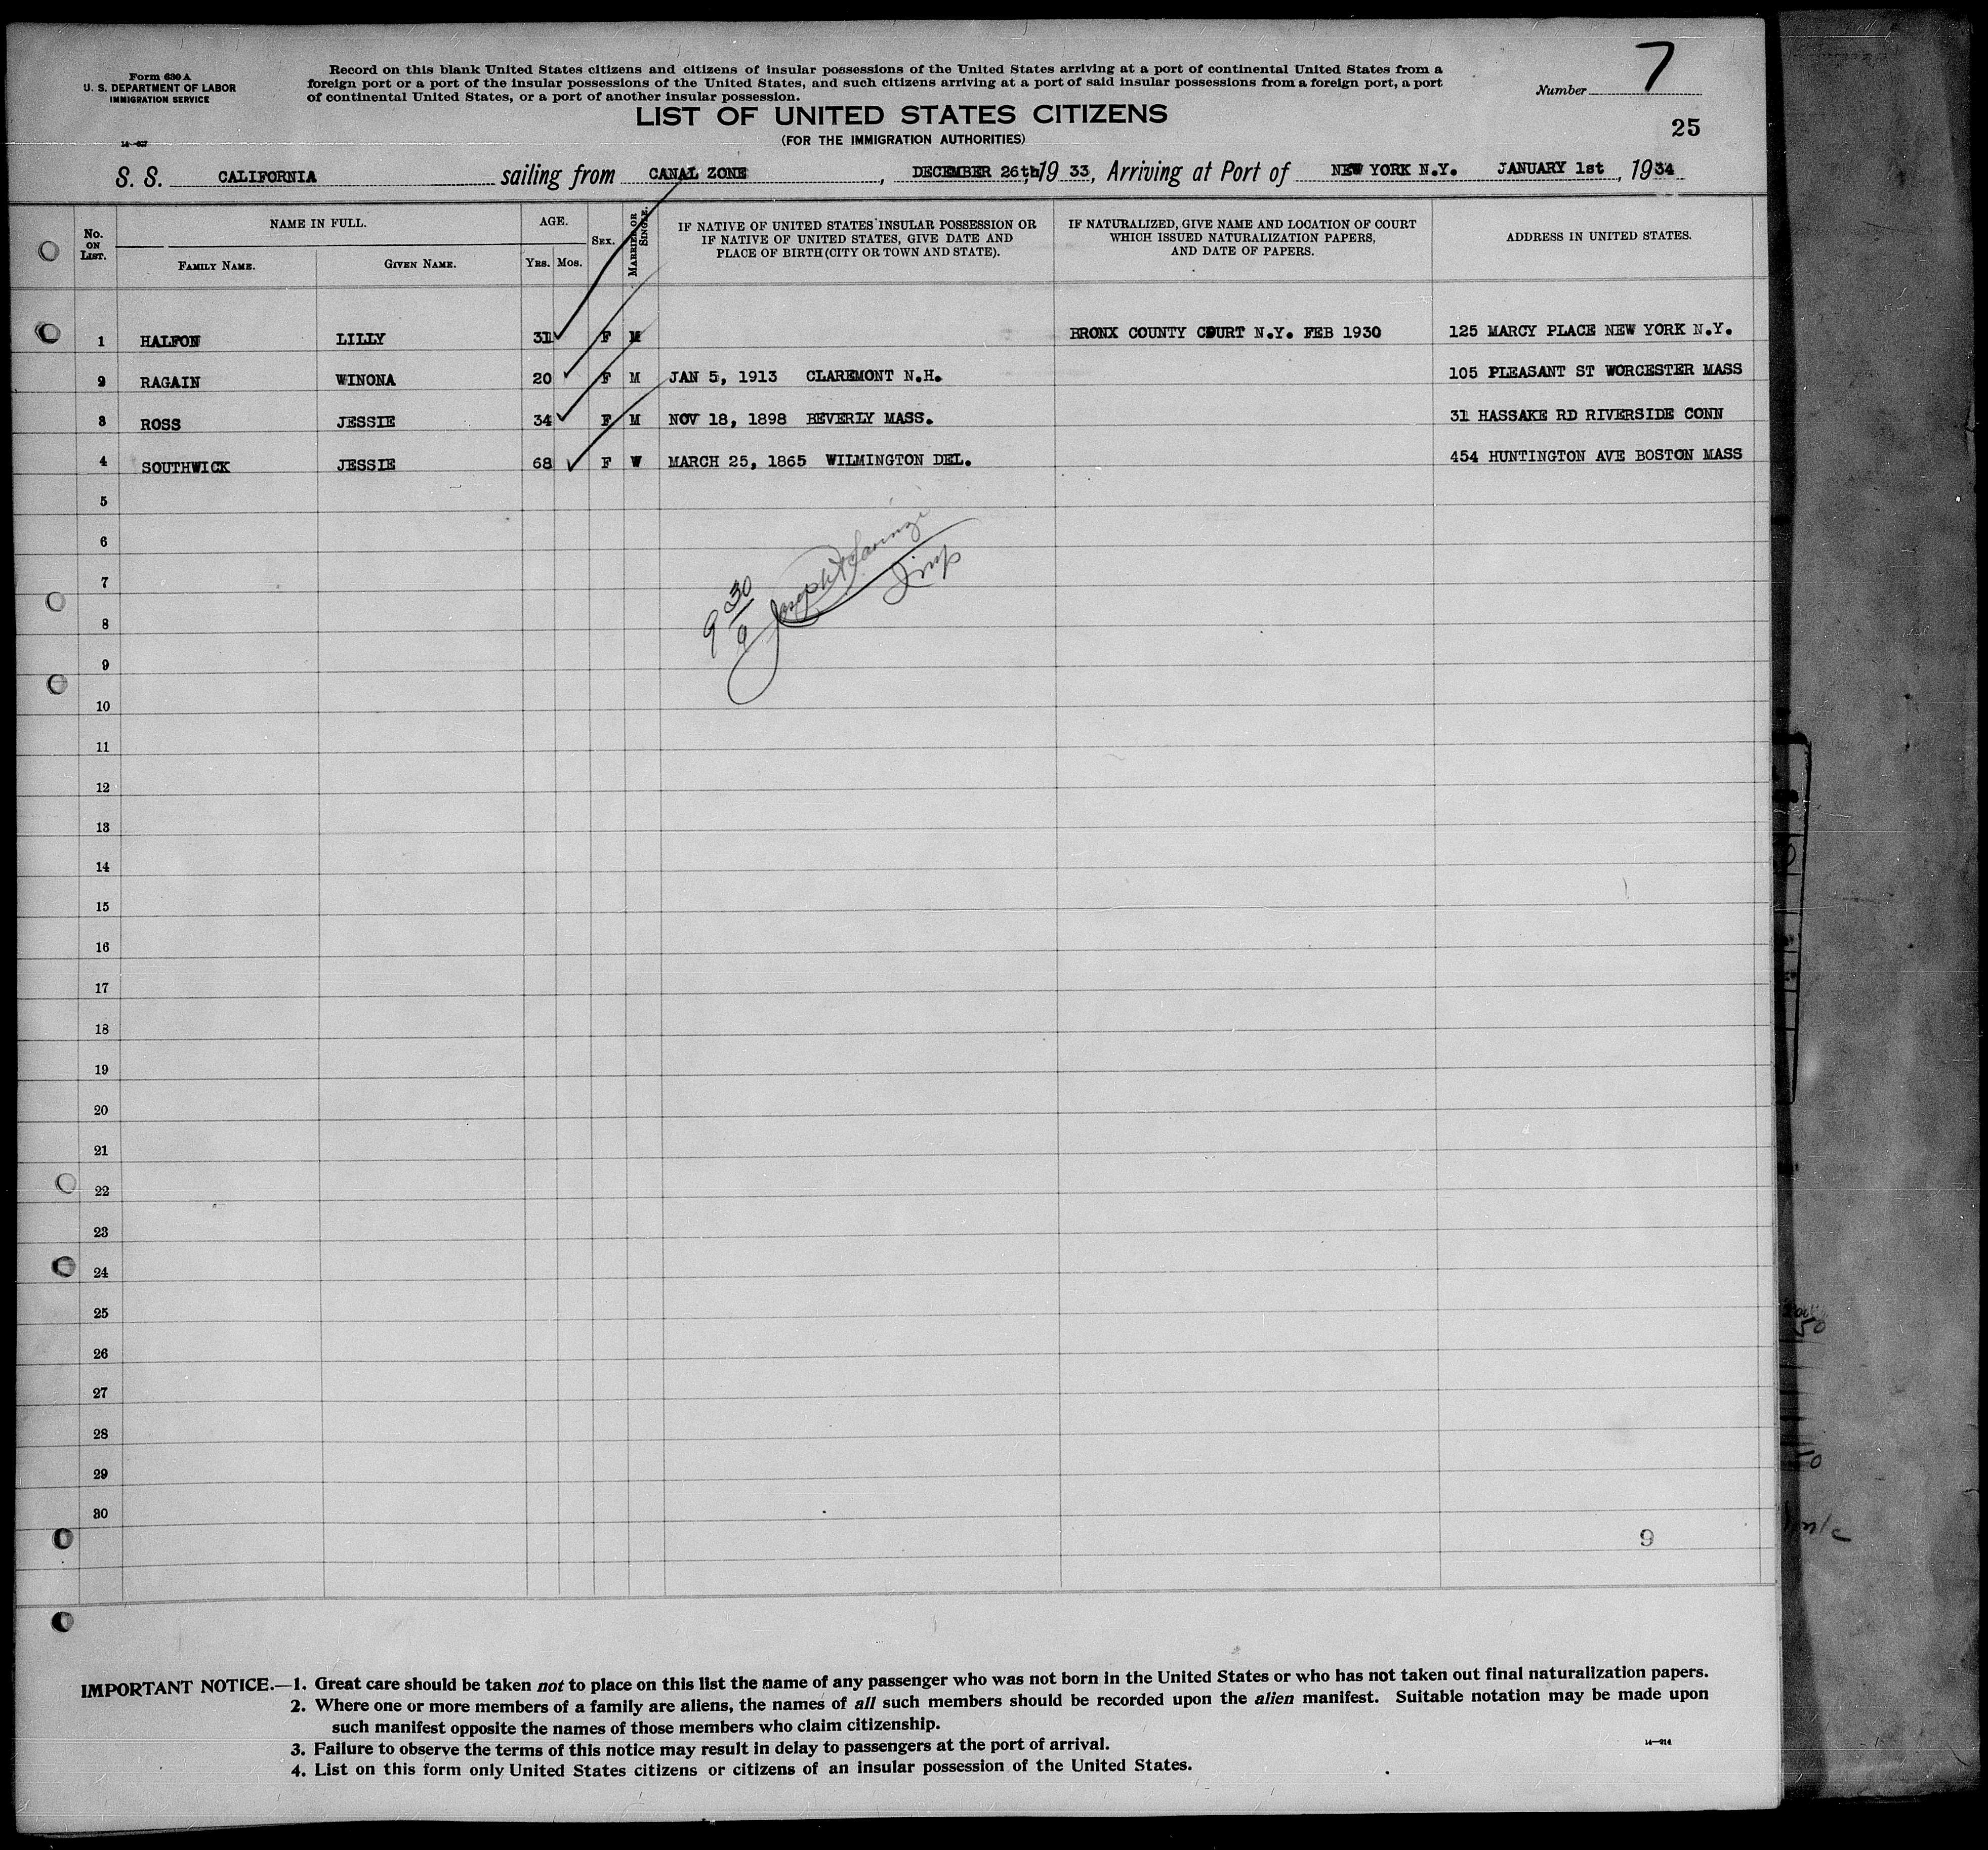 Form 630 A
U. S. DEPARTMENT OF LABOR
IMMIGRATION SERVICE
Record on this blank United States citizens and citizens of insular possessions of the United States arriving at a port of continental United States from a
foreign port or a port of the insular possessions of the United States, and such citizens arriving at a port of said insular possessions from a foreign port, a port
of continental United States, or a port of another insular possession.
Number 7
LIST OF UNITED STATES CITIZENS
(FOR THE IMMIGRATION AUTHORITIES)
25
S. S. CALIFORNIA sailing from CANAL ZONE, DECEMBER 26th, 19 33, Arriving at Port of NEW YORK N.Y. JANUARY 1st, 1934
No. ON LIST. NAME IN FULL. FAMILY NAME. GIVEN NAME. AGE. YRS. MOS. SEX. MARRIED OR SINGLE. IF NATIVE OF UNITED STATES INSULAR POSSESSION OR IF NATIVE OF UNITED STATES, GIVE DATE AND PLACE OF BIRTH (CITY OR TOWN AND STATE). IF NATURALIZED, GIVE NAME AND LOCATION OF COURT WHICH ISSUED NATURALIZATION PAPERS, AND DATE OF PAPERS. ADDRESS IN UNITED STATES.
1 HALFON LILLY 31 F M BRONX COUNTY COURT N.Y. FEB 1930 125 MARCY PLACE NEW YORK N.Y.
2 RAGAIN WINONA 20 F M JAN 5, 1913 CLAREMONT N.H. 105 PLEASANT ST WORCESTER MASS
3 ROSS JESSIE 34 F M NOV 18, 1898 BEVERLY MASS. 31 HASSAKE RD RIVERSIDE CONN
4 SOUTHWICK JESSIE 68 F W MARCH 25, 1865 WILMINGTON DEL. 454 HUNTINGTON AVE BOSTON MASS
5
6
7
8
9
10
11
12
13
14
15
16
17
18
19
20
21
22
23
24
25
26
27
28
29
30
9
IMPORTANT NOTICE.—1. Great care should be taken not to place on this list the name of any passenger who was not born in the United States or who has not taken out final naturalization papers.
2. Where one or more members of a family are aliens, the names of all such members should be recorded upon the alien manifest. Suitable notation may be made upon
such manifest opposite the names of those members who claim citizenship.
3. Failure to observe the terms of this notice may result in delay to passengers at the port of arrival.
4. List on this form only United States citizens or citizens of an insular possession of the United States.
14—914